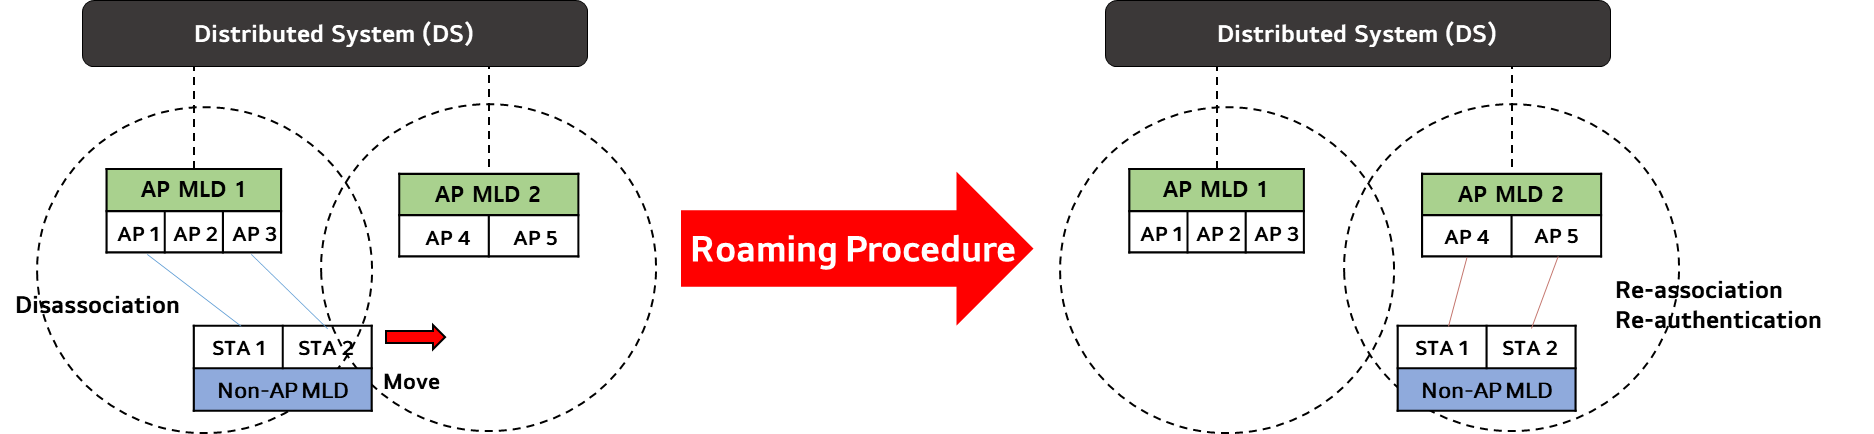 Distributed System (DS)
AP MLD 1
AP 1 AP 2 AP 3
AP MLD 2
AP 4 AP 5
Disassociation
STA 1 STA 2
Non-AP MLD
Move
Roaming Procedure
Distributed System (DS)
AP MLD 1
AP 1 AP 2 AP 3
AP MLD 2
AP 4 AP 5
Re-association
Re-authentication
STA 1 STA 2
Non-AP MLD